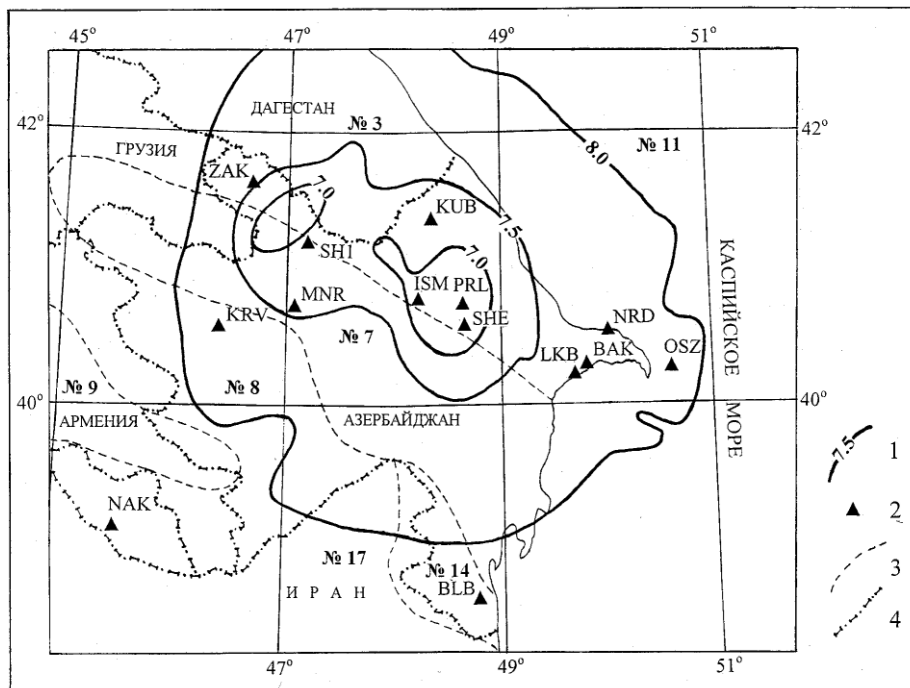 45° 47° 49° 51°
42° 42°
ДАГЕСТАН
№ 3
8.0
№ 11
ГРУЗИЯ
ZAK
7.0
KUB
7.5
SHI
7.0
КАСПИЙСКОЕ МОРЕ
ISM PRL
MNR
SHE
KRV
NRD
№ 7
LKB BAK OSZ
№ 9
№ 8
40° 40°
АРМЕНИЯ
АЗЕРБАЙДЖАН
7.5 1
NAK
2
№ 17
№ 14
3
ИРАН
BLB
4
47° 49° 51°